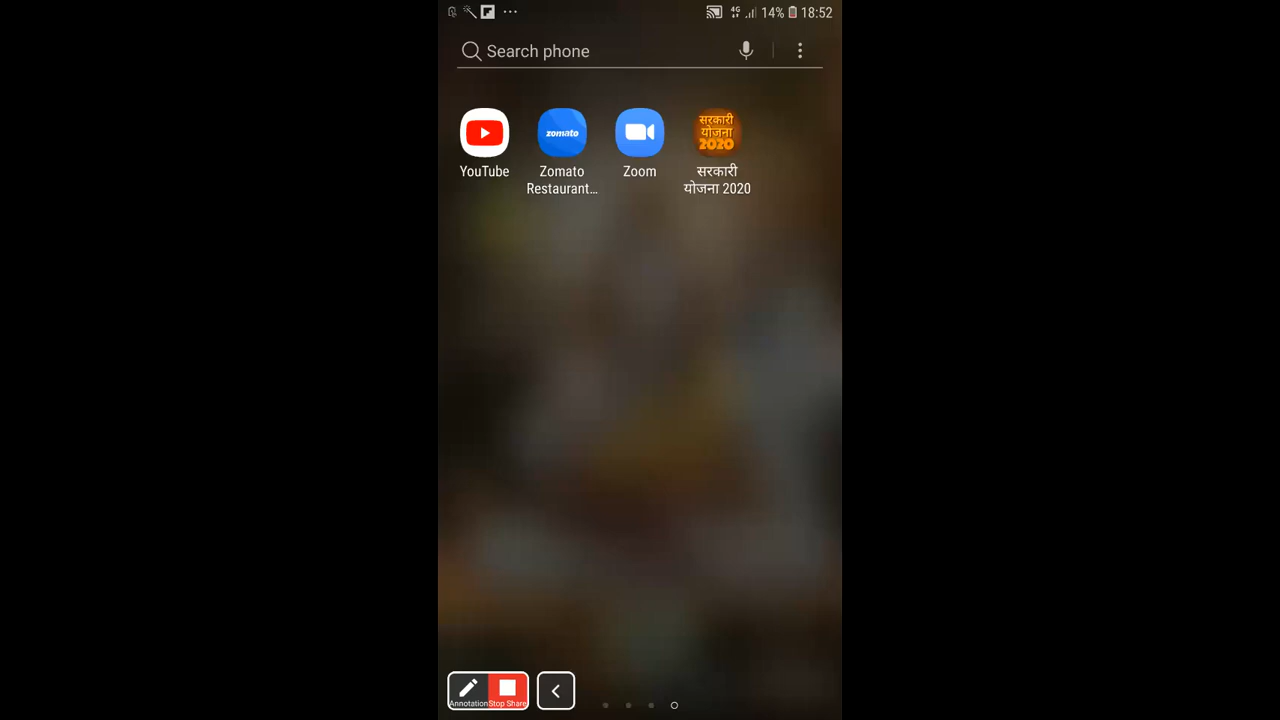 4G 14% 18:52
Search phone
zomato
सरकारी
योजना
2020
YouTube
Zomato
Restaurant...
Zoom
सरकारी
योजना 2020
Annotation Stop Share